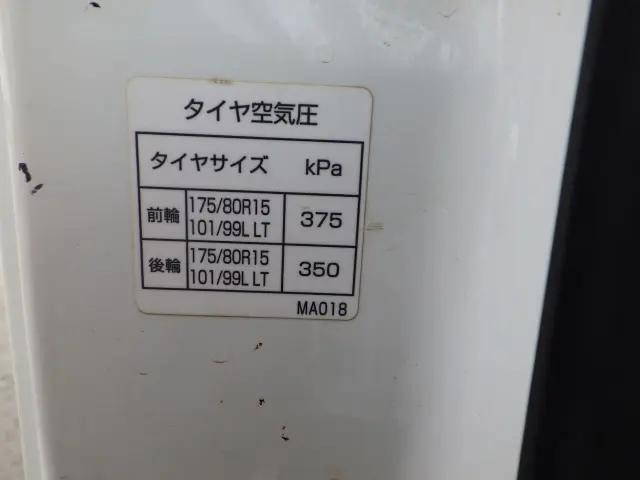 タイヤ空気圧
タイヤサイズ kPa
前輪 175/80R15 101/99L LT 375
後輪 175/80R15 101/99L LT 350
MA018